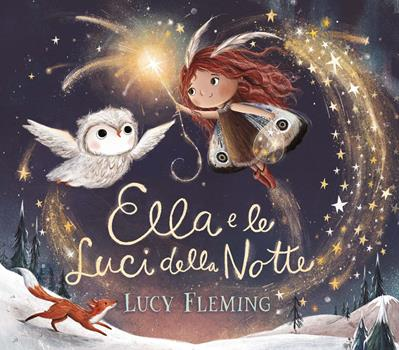 Ella e le
Luci della Notte
LUCY FLEMING